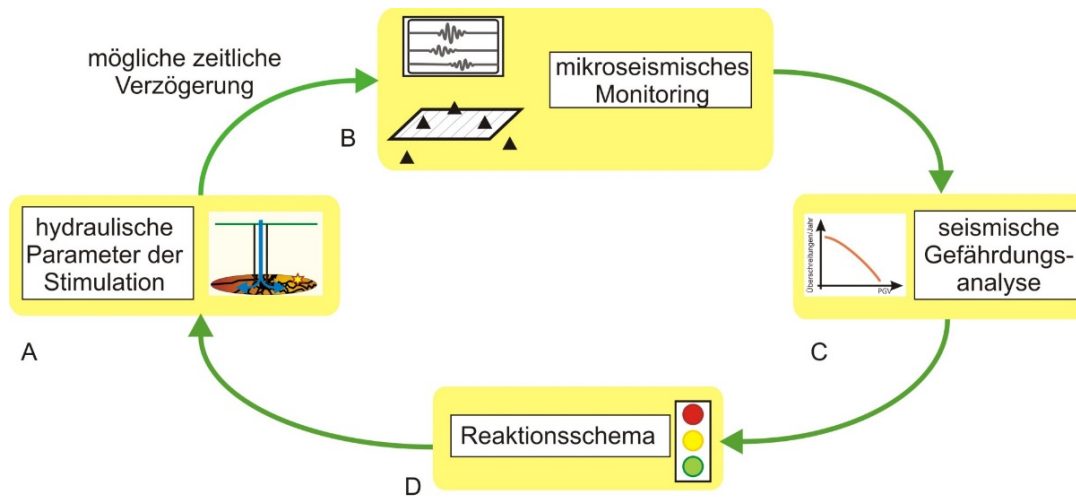 mögliche zeitliche
Verzögerung
B
mikroseismisches
Monitoring
hydraulische
Parameter der
Stimulation
A
Überschreitungen/Jahr
PGV
seismische
Gefährdungs-
analyse
C
Reaktionsschema
D